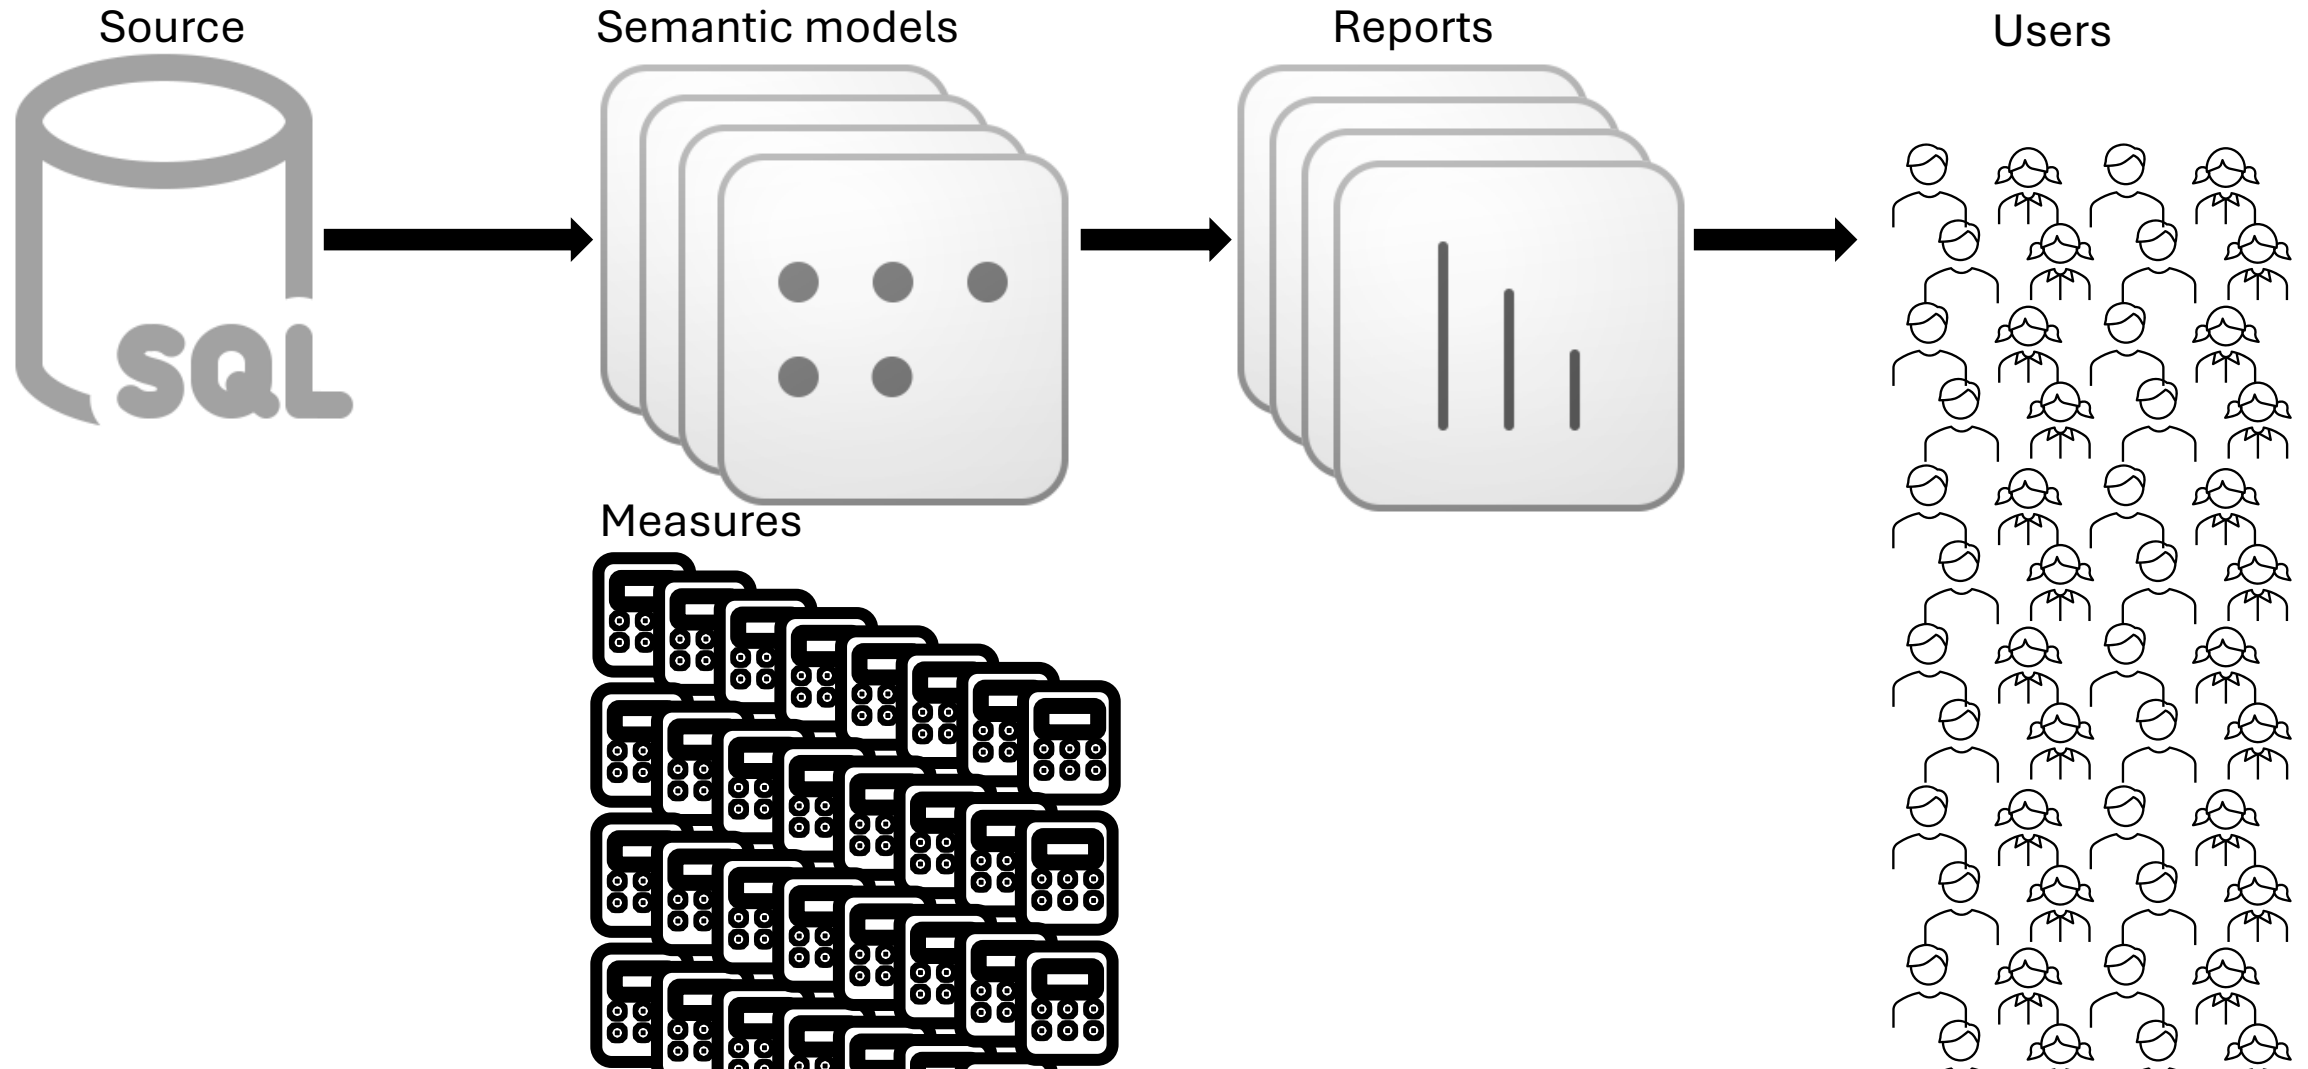 Source
Semantic models
Reports
Users
SQL
Measures